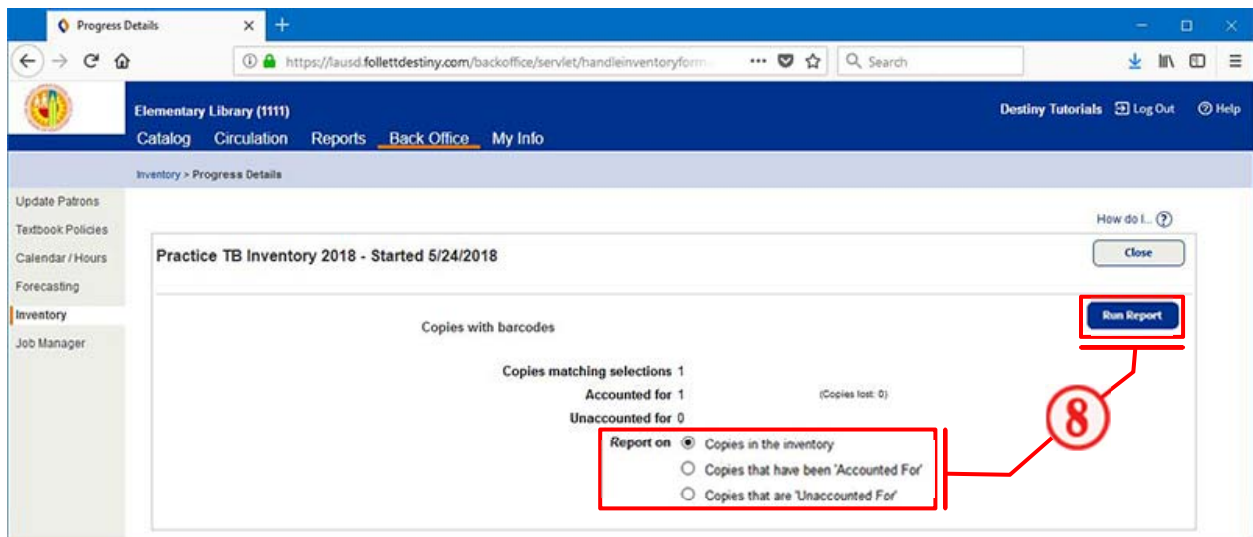 Progress Details
https://lausd.follettdestiny.com/backoffice/servlet/handleinventoryform
Search
Elementary Library (1111)
Destiny Tutorials Log Out Help
Catalog Circulation Reports Back Office My Info
Inventory > Progress Details
Update Patrons
Textbook Policies
Calendar / Hours
Forecasting
Inventory
Job Manager
How do I...
Practice TB Inventory 2018 - Started 5/24/2018
Close
Run Report
Copies with barcodes
Copies matching selections 1
Accounted for 1 (Copies lost: 0)
Unaccounted for 0
Report on Copies in the inventory
Copies that have been 'Accounted For'
Copies that are 'Unaccounted For'
8